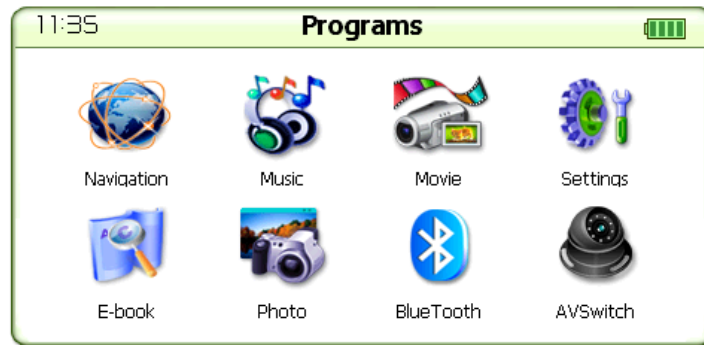 11:35 Programs
Navigation Music Movie Settings
E-book Photo BlueTooth AVSwitch